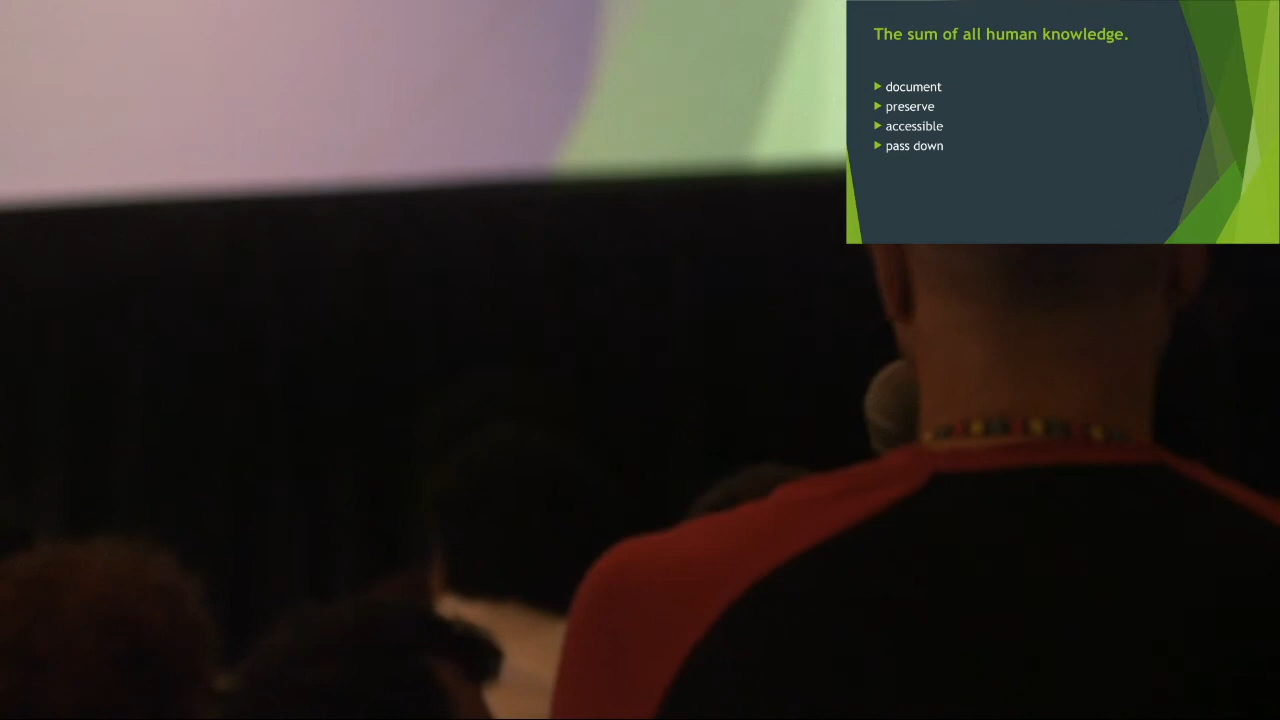 The sum of all human knowledge.
document
preserve
accessible
pass down